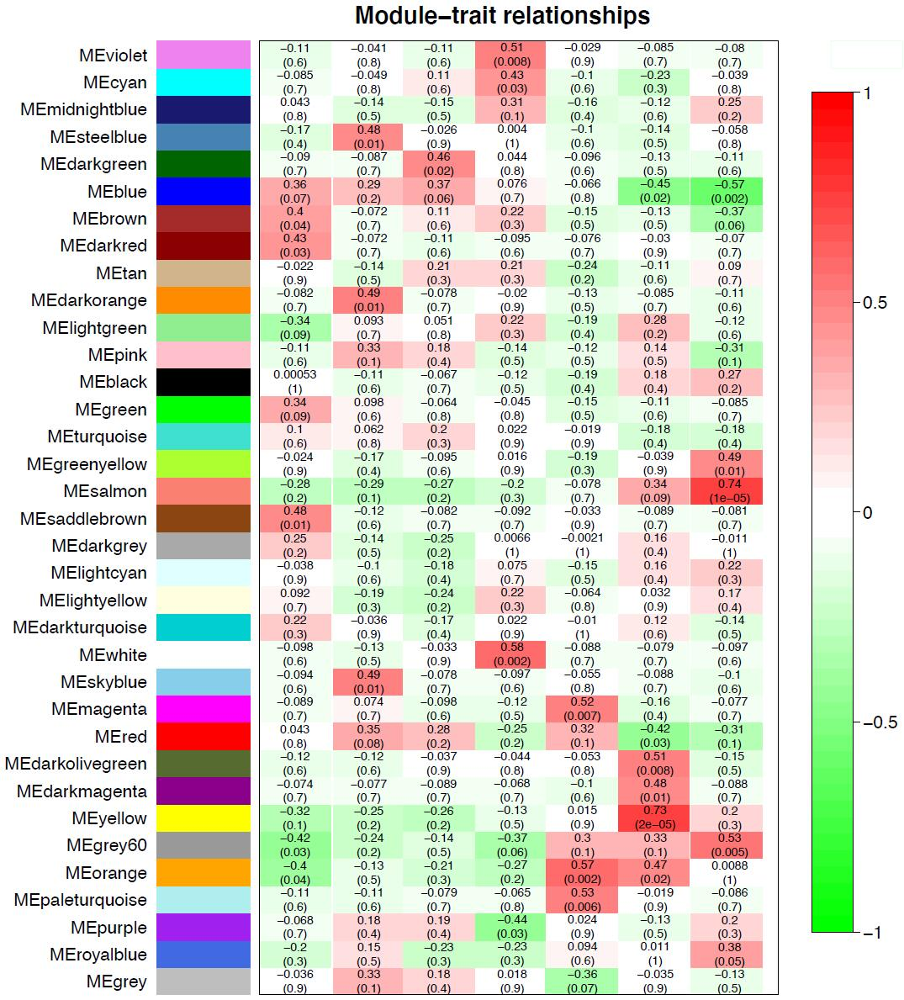 Module−trait relationships
MEviolet −0.11 −0.041 −0.11 0.51 −0.029 −0.085 −0.08
(0.6) (0.8) (0.6) (0.008) (0.9) (0.7) (0.7)
MEcyan −0.085 −0.049 0.11 0.43 −0.1 −0.23 −0.039
(0.7) (0.8) (0.6) (0.03) (0.6) (0.3) (0.8)
MEmidnightblue 0.043 −0.14 −0.15 0.31 −0.16 −0.12 0.25
(0.8) (0.5) (0.5) (0.1) (0.4) (0.6) (0.2)
MEsteelblue −0.17 0.48 −0.026 0.004 −0.1 −0.14 −0.058
(0.4) (0.01) (0.9) (1) (0.6) (0.5) (0.8)
MEdarkgreen −0.09 −0.087 0.46 0.044 −0.096 −0.13 −0.11
(0.7) (0.7) (0.02) (0.8) (0.6) (0.5) (0.6)
MEblue 0.36 0.29 0.37 0.076 −0.066 −0.45 −0.57
(0.07) (0.2) (0.06) (0.7) (0.8) (0.02) (0.002)
MEbrown 0.4 −0.072 0.11 0.22 −0.15 −0.13 −0.37
(0.04) (0.7) (0.6) (0.3) (0.5) (0.5) (0.06)
MEdarkred 0.43 −0.072 −0.11 −0.095 −0.076 −0.03 −0.07
(0.03) (0.7) (0.6) (0.6) (0.7) (0.9) (0.7)
MEtan −0.022 −0.14 0.21 0.21 −0.24 −0.11 0.09
(0.9) (0.5) (0.3) (0.3) (0.2) (0.6) (0.7)
MEdarkorange −0.082 0.49 −0.078 −0.02 −0.13 −0.085 −0.11
(0.7) (0.01) (0.7) (0.9) (0.5) (0.7) (0.6)
MElightgreen −0.34 0.093 0.051 0.22 −0.19 0.28 −0.12
(0.09) (0.7) (0.8) (0.3) (0.4) (0.2) (0.6)
MEpink −0.11 0.33 0.18 −0.14 −0.12 0.14 −0.31
(0.6) (0.1) (0.4) (0.5) (0.5) (0.5) (0.1)
MEblack 0.00053 −0.11 −0.067 −0.12 −0.19 0.18 0.27
(1) (0.6) (0.7) (0.5) (0.4) (0.4) (0.2)
MEgreen 0.34 0.098 −0.064 −0.045 −0.15 −0.11 −0.085
(0.09) (0.6) (0.8) (0.8) (0.5) (0.6) (0.7)
MEturquoise 0.1 0.062 0.2 0.022 −0.019 −0.18 −0.18
(0.6) (0.8) (0.3) (0.9) (0.9) (0.4) (0.4)
MEgreenyellow −0.024 −0.17 −0.095 0.016 −0.19 −0.039 0.49
(0.9) (0.4) (0.6) (0.9) (0.3) (0.9) (0.01)
MEsalmon −0.28 −0.29 −0.27 −0.2 −0.078 0.34 0.74
(0.2) (0.1) (0.2) (0.3) (0.7) (0.09) (1e−05)
MEsaddlebrown 0.48 −0.12 −0.082 −0.092 −0.033 −0.089 −0.081
(0.01) (0.6) (0.7) (0.7) (0.9) (0.7) (0.7)
MEdarkgrey 0.25 −0.14 −0.25 0.0066 −0.0021 0.16 −0.011
(0.2) (0.5) (0.2) (1) (1) (0.4) (1)
MElightcyan −0.038 −0.1 −0.18 0.075 −0.15 0.16 0.22
(0.9) (0.6) (0.4) (0.7) (0.5) (0.4) (0.3)
MElightyellow 0.092 −0.19 −0.24 0.22 −0.064 0.032 0.17
(0.7) (0.3) (0.2) (0.3) (0.8) (0.9) (0.4)
MEdarkturquoise 0.22 −0.036 −0.17 0.022 −0.01 0.12 −0.14
(0.3) (0.9) (0.4) (0.9) (1) (0.6) (0.5)
MEwhite −0.098 −0.13 −0.033 0.58 −0.088 −0.079 −0.097
(0.6) (0.5) (0.9) (0.002) (0.7) (0.7) (0.6)
MEskyblue −0.094 0.49 −0.078 −0.097 −0.055 −0.088 −0.1
(0.6) (0.01) (0.7) (0.6) (0.8) (0.7) (0.6)
MEmagenta −0.089 0.074 −0.098 −0.12 0.52 −0.16 −0.077
(0.7) (0.7) (0.6) (0.5) (0.007) (0.4) (0.7)
MEred 0.043 0.35 0.28 −0.25 0.32 −0.42 −0.31
(0.8) (0.08) (0.2) (0.2) (0.1) (0.03) (0.1)
MEdarkolivegreen −0.12 −0.12 −0.037 −0.044 −0.053 0.51 −0.15
(0.6) (0.6) (0.9) (0.8) (0.8) (0.008) (0.5)
MEdarkmagenta −0.074 −0.077 −0.089 −0.068 −0.1 0.48 −0.088
(0.7) (0.7) (0.7) (0.7) (0.6) (0.01) (0.7)
MEyellow −0.32 −0.25 −0.26 −0.13 0.015 0.73 0.2
(0.1) (0.2) (0.2) (0.5) (0.9) (2e−05) (0.3)
MEgrey60 −0.42 −0.24 −0.14 −0.37 0.3 0.33 0.53
(0.03) (0.2) (0.5) (0.06) (0.1) (0.1) (0.005)
MEorange −0.4 −0.13 −0.21 −0.27 0.57 0.47 0.0088
(0.04) (0.5) (0.3) (0.2) (0.002) (0.02) (1)
MEpaleturquoise −0.11 −0.11 −0.079 −0.065 0.53 −0.019 −0.086
(0.6) (0.6) (0.7) (0.8) (0.006) (0.9) (0.7)
MEpurple −0.068 0.18 0.19 −0.44 0.024 −0.13 0.2
(0.7) (0.4) (0.4) (0.03) (0.9) (0.5) (0.3)
MEroyalblue −0.2 0.15 −0.23 −0.23 0.094 0.011 0.38
(0.3) (0.5) (0.3) (0.3) (0.6) (1) (0.05)
MEgrey −0.036 0.33 0.18 0.018 −0.36 −0.035 −0.13
(0.9) (0.1) (0.4) (0.9) (0.07) (0.9) (0.5)
1
0.5
0
−0.5
−1